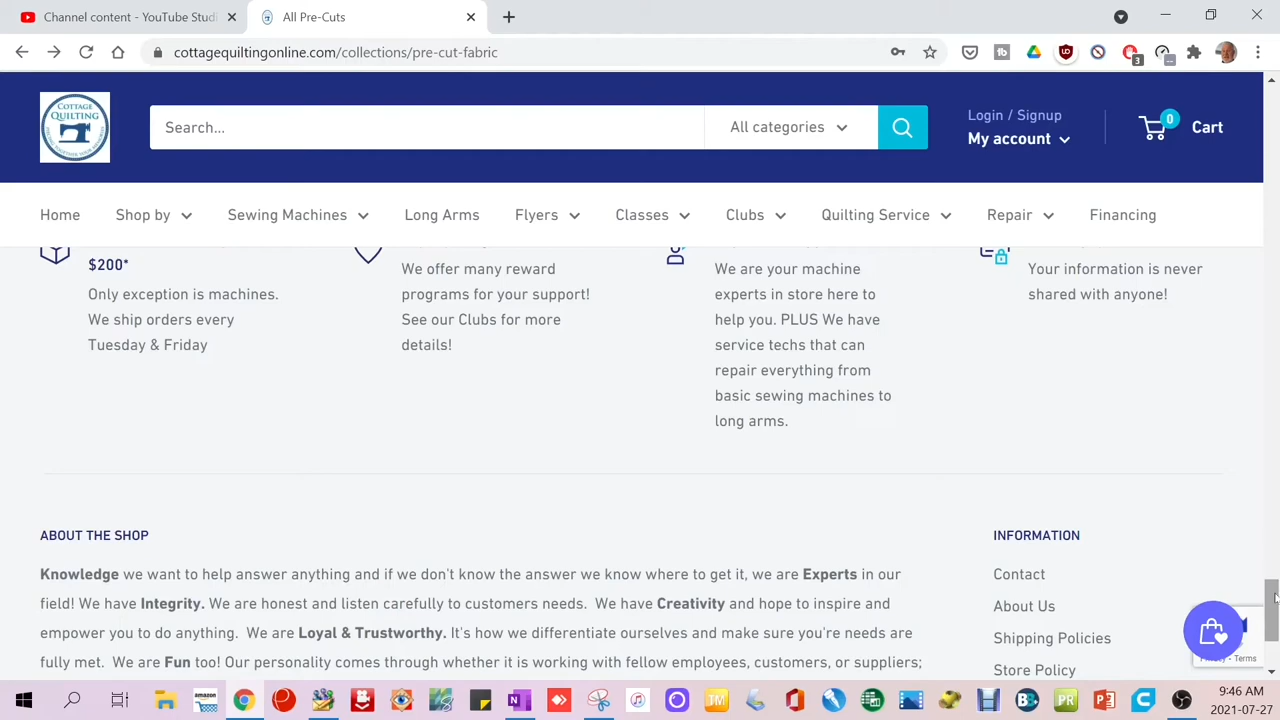 Channel content - YouTube Studi
All Pre-Cuts
cottagequiltingonline.com/collections/pre-cut-fabric
3
COTTAGE
QUILTING
Search...
All categories
Login / Signup
My account
0
Cart
Home
Shop by
Sewing Machines
Long Arms
Flyers
Classes
Clubs
Quilting Service
Repair
Financing
$200*
Only exception is machines.
We ship orders every
Tuesday & Friday
We offer many reward
programs for your support!
See our Clubs for more
details!
We are your machine
experts in store here to
help you. PLUS We have
service techs that can
repair everything from
basic sewing machines to
long arms.
Your information is never
shared with anyone!
ABOUT THE SHOP
Knowledge we want to help answer anything and if we don't know the answer we know where to get it, we are Experts in our
field! We have Integrity. We are honest and listen carefully to customers needs. We have Creativity and hope to inspire and
empower you to do anything. We are Loyal & Trustworthy. It's how we differentiate ourselves and make sure you're needs are
fully met. We are Fun too! Our personality comes through whether it is working with fellow employees, customers, or suppliers;
INFORMATION
Contact
About Us
Shipping Policies
Store Policy
Privacy - Terms
amazon
TM
PR
9:46 AM
2021-07-27